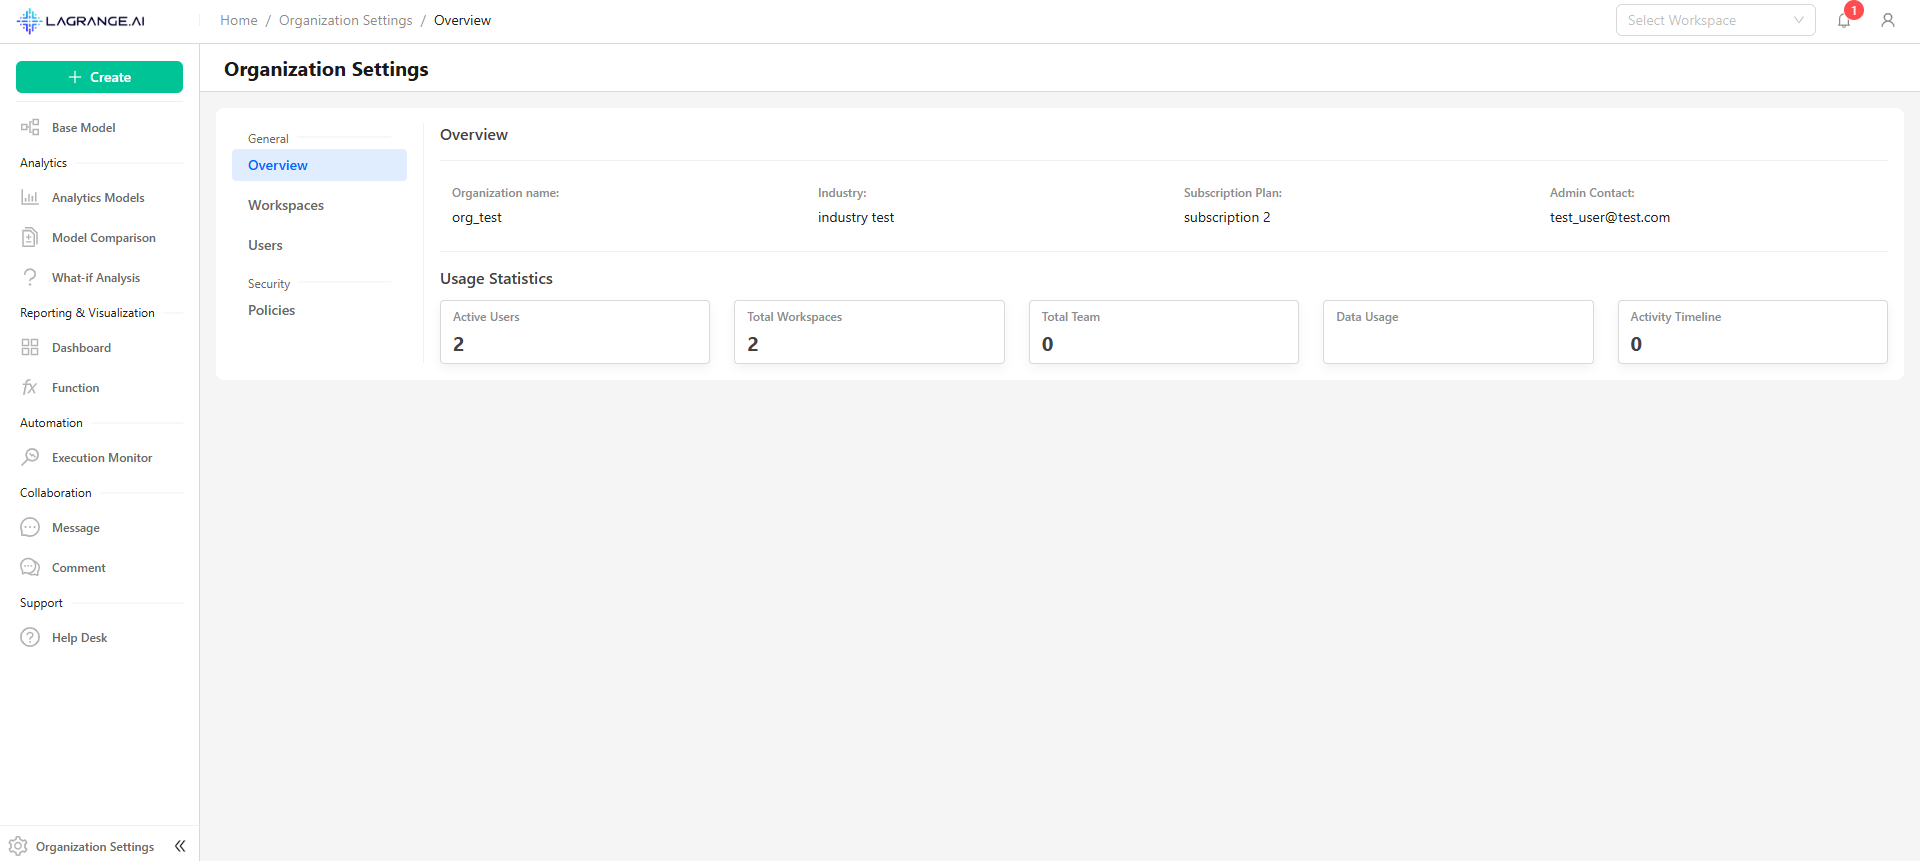 LAGRANGE.AI
Home / Organization Settings / Overview
Select Workspace
1
Organization Settings
Create
Base Model
Analytics
Analytics Models
Model Comparison
What-if Analysis
Reporting & Visualization
Dashboard
Function
Automation
Execution Monitor
Collaboration
Message
Comment
Support
Help Desk
Organization Settings
General
Overview
Workspaces
Users
Security
Policies
Overview
Organization name: Industry: Subscription Plan: Admin Contact:
org_test industry test subscription 2 test_user@test.com
Usage Statistics
Active Users Total Workspaces Total Team Data Usage Activity Timeline
2 2 0 0